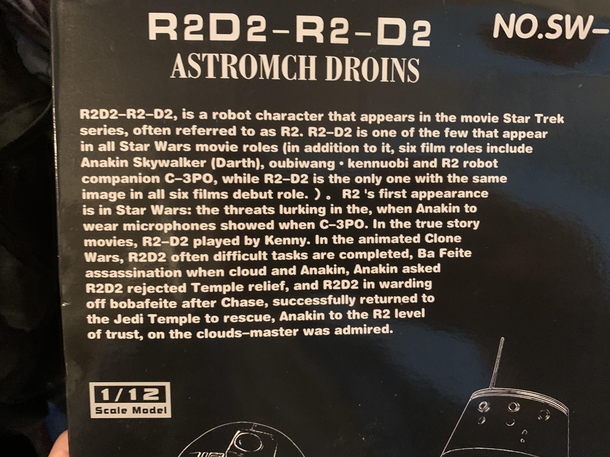 R2D2-R2-D2
NO.SW-
ASTROMCH DROINS
R2D2-R2-D2, is a robot character that appears in the movie Star Trek
series, often referred to as R2. R2-D2 is one of the few that appear
in all Star Wars movie roles (in addition to it, six film roles include
Anakin Skywalker (Darth), oubiwang · kennuobi and R2 robot
companion C-3PO, while R2-D2 is the only one with the same
image in all six films debut role. ) 。 R2 's first appearance
is in Star Wars: the threats lurking in the, when Anakin to
wear microphones showed when C-3PO. In the true story
movies, R2-D2 played by Kenny. In the animated Clone
Wars, R2D2 often difficult tasks are completed, Ba Feite
assassination when cloud and Anakin, Anakin asked
R2D2 rejected Temple relief, and R2D2 in warding
off bobafeite after Chase, successfully returned to
the Jedi Temple to rescue, Anakin to the R2 level
of trust, on the clouds-master was admired.
1/12
Scale Model